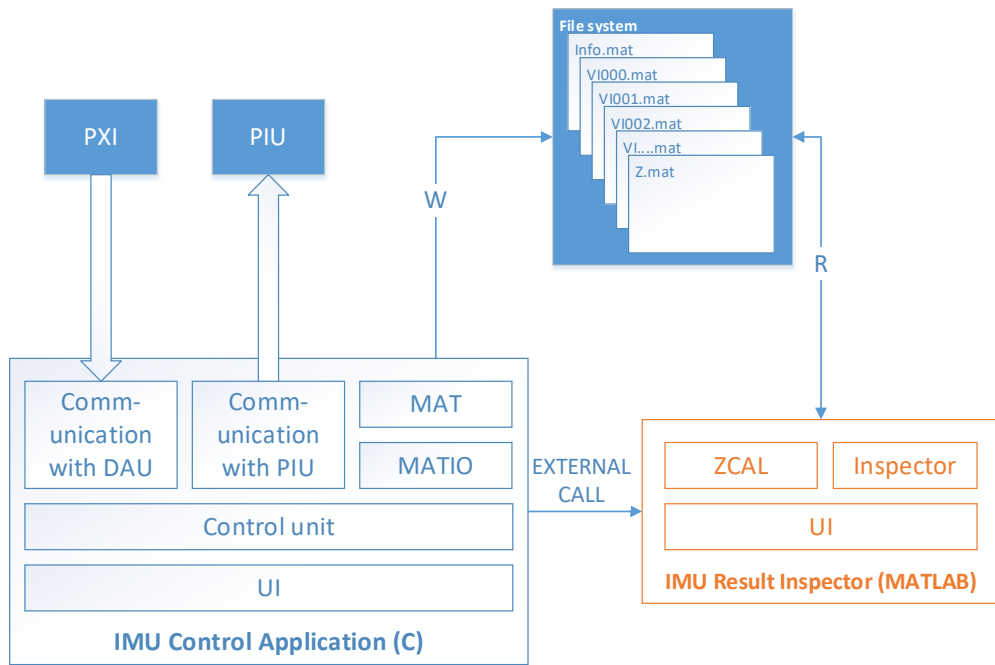 File system
Info.mat
VI000.mat
VI001.mat
VI002.mat
VI....mat
Z.mat
PXI
PIU
W
R
Comm-
unication
with DAU
Comm-
unication
with PIU
MAT
MATIO
Control unit
UI
IMU Control Application (C)
EXTERNAL
CALL
ZCAL
Inspector
UI
IMU Result Inspector (MATLAB)